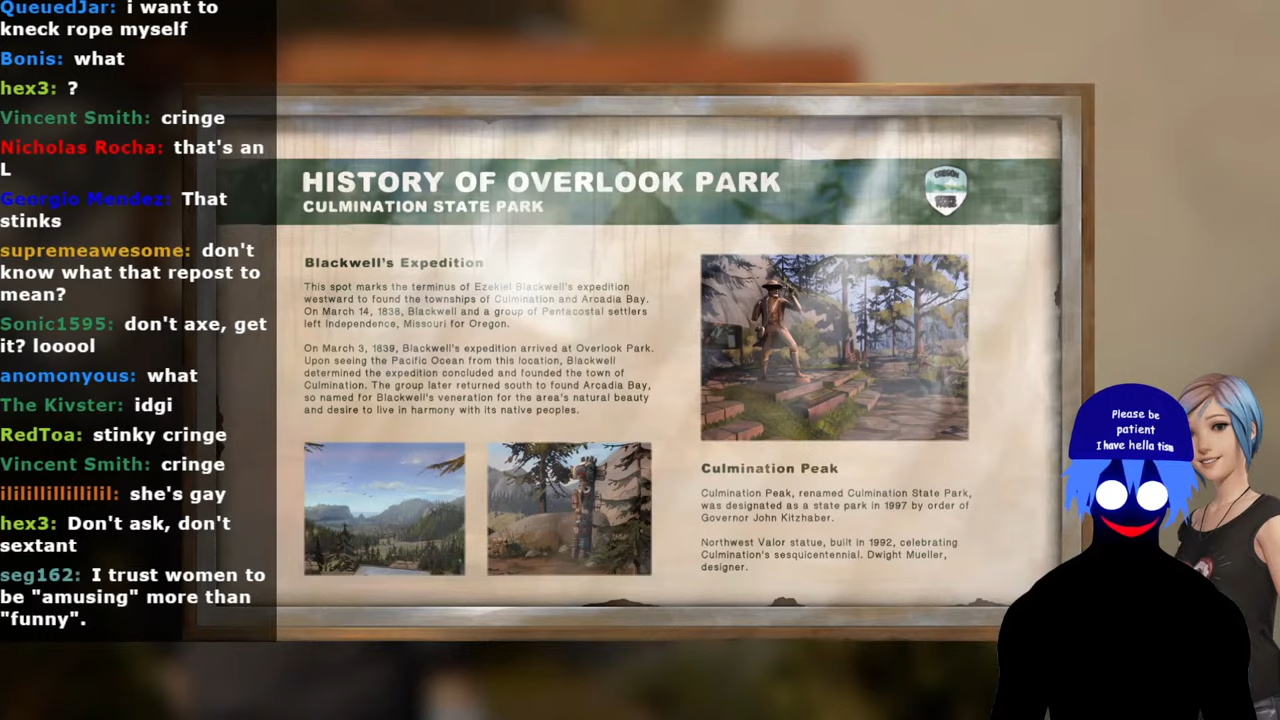 QueuedJar: i want to
kneck rope myself
Bonis: what
hex3: ?
Vincent Smith: cringe
Nicholas Rocha: that's an
L
Georgio Mendez: That
stinks
supremeawesome: don't
know what that repost to
mean?
Sonic1595: don't axe, get
it? looool
anomonyous: what
The Kivster: idgi
RedToa: stinky cringe
Vincent Smith: cringe
she's gay
hex3: Don't ask, don't
sextant
seg162: I trust women to
be "amusing" more than
"funny".
HISTORY OF OVERLOOK PARK
CULMINATION STATE PARK
OREGON
Blackwell's Expedition
This spot marks the terminus of Ezekiel Blackwell's expedition
westward to found the townships of Culmination and Arcadia Bay.
On March 14, 1838, Blackwell and a group of Pentacostal settlers
left Independence, Missouri for Oregon.
On March 3, 1839, Blackwell's expedition arrived at Overlook Park.
Upon seeing the Pacific Ocean from this location, Blackwell
determined the expedition concluded and founded the town of
Culmination. The group later returned south to found Arcadia Bay,
so named for Blackwell's veneration for the area's natural beauty
and desire to live in harmony with its native peoples.
Culmination Peak
Culmination Peak, renamed Culmination State Park,
was designated as a state park in 1997 by order of
Governor John Kitzhaber.
Northwest Valor statue, built in 1992, celebrating
Culmination's sesquicentennial. Dwight Mueller,
designer.
Please be
patient
I have hella tism